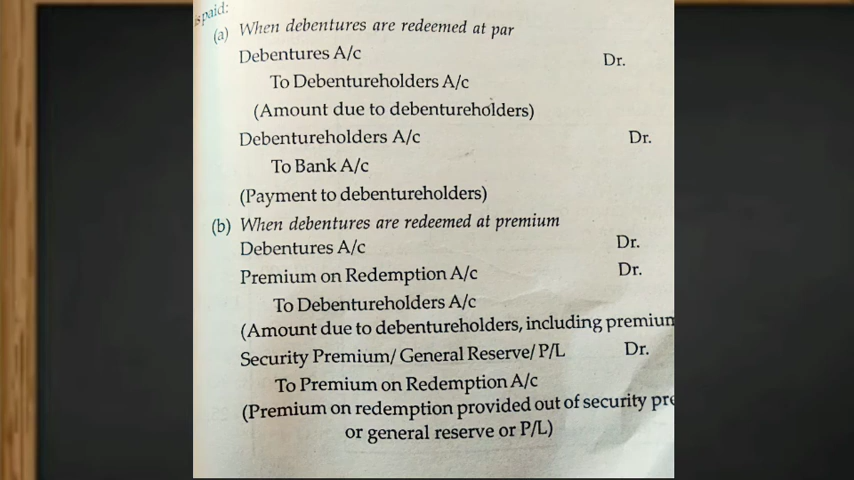 s paid:
(a) When debentures are redeemed at par
Debentures A/c Dr.
To Debentureholders A/c
(Amount due to debentureholders)
Debentureholders A/c Dr.
To Bank A/c
(Payment to debentureholders)
(b) When debentures are redeemed at premium
Debentures A/c Dr.
Premium on Redemption A/c Dr.
To Debentureholders A/c
(Amount due to debentureholders, including premium
Security Premium/ General Reserve/ P/L Dr.
To Premium on Redemption A/c
(Premium on redemption provided out of security pre
or general reserve or P/L)